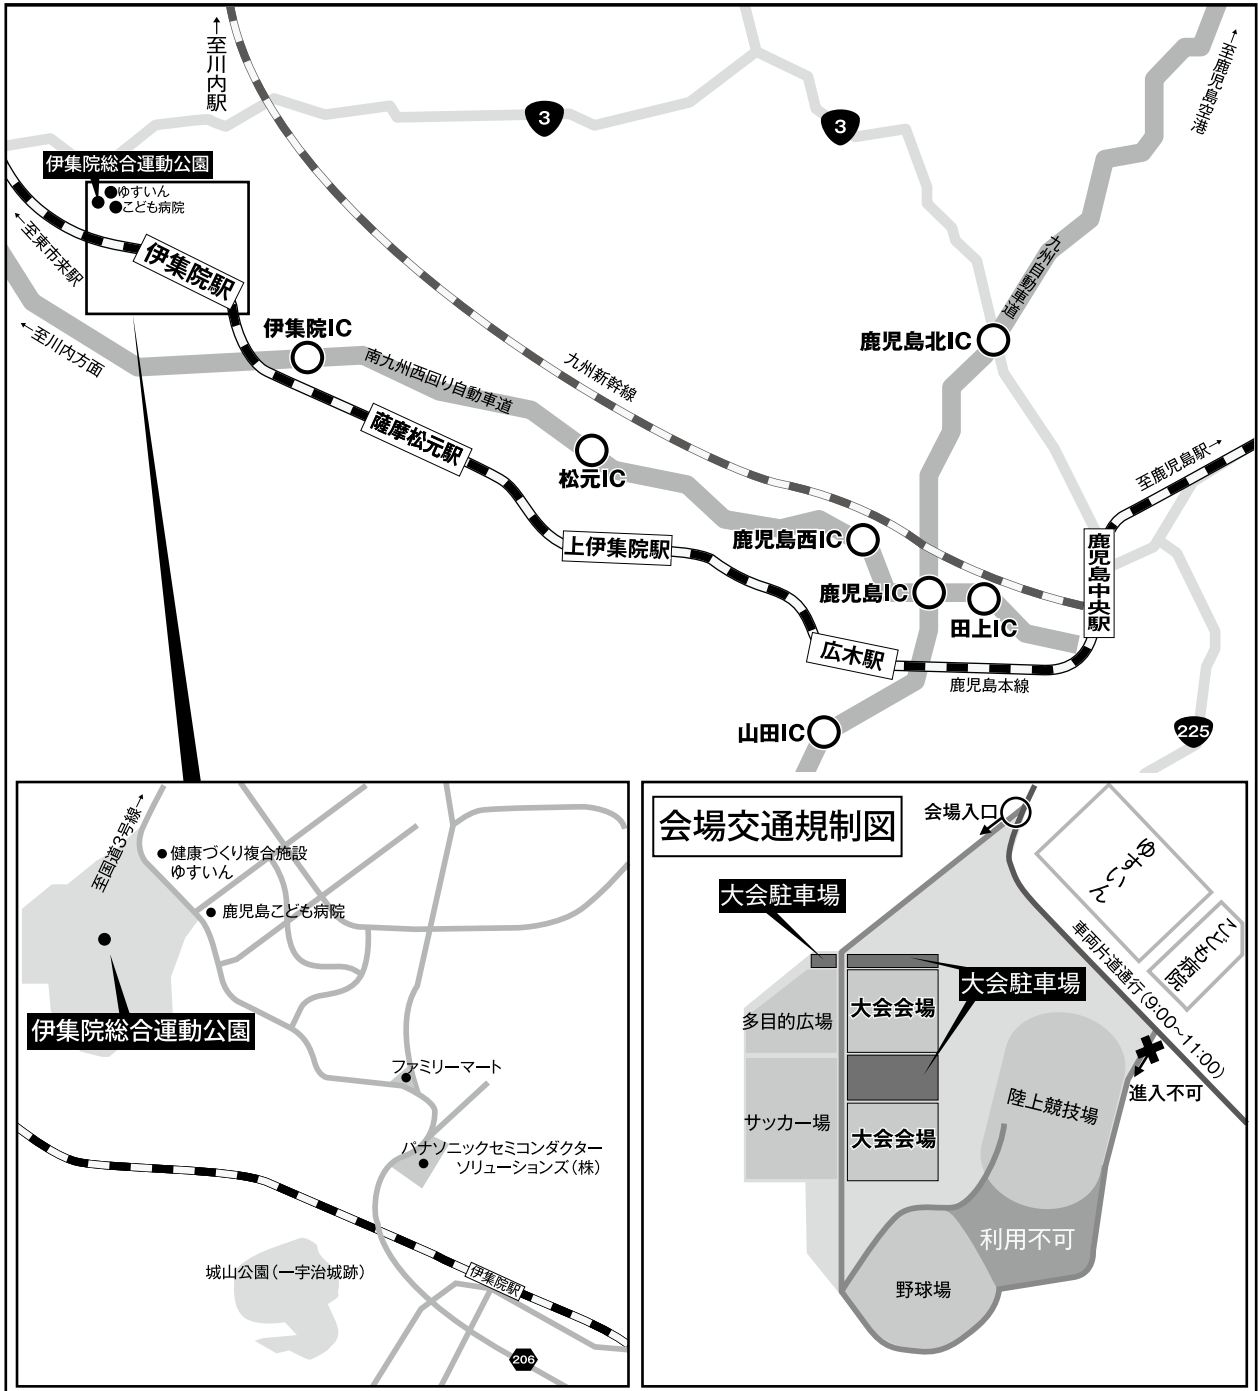 ←至川内駅
←至鹿児島空港
3
3
伊集院総合運動公園
ゆすいん
こども病院
←至東市来駅
伊集院駅
←至川内方面
伊集院IC
南九州西回り自動車道
九州新幹線
九州自動車道
鹿児島北IC
薩摩松元駅
松元IC
至鹿児島駅→
上伊集院駅
鹿児島西IC
鹿児島IC
田上IC
鹿児島中央駅
広木駅
鹿児島本線
山田IC
225
至国道3号線→
健康づくり複合施設
ゆすいん
鹿児島こども病院
伊集院総合運動公園
ファミリーマート
パナソニックセミコンダクター
ソリューションズ(株)
城山公園(一宇治城跡)
伊集院駅
206
会場交通規制図
会場入口
ゆすいん
こども病院
大会駐車場
車両片道通行(9:00~11:00)
大会駐車場
大会会場
多目的広場
進入不可
陸上競技場
サッカー場
大会会場
利用不可
野球場